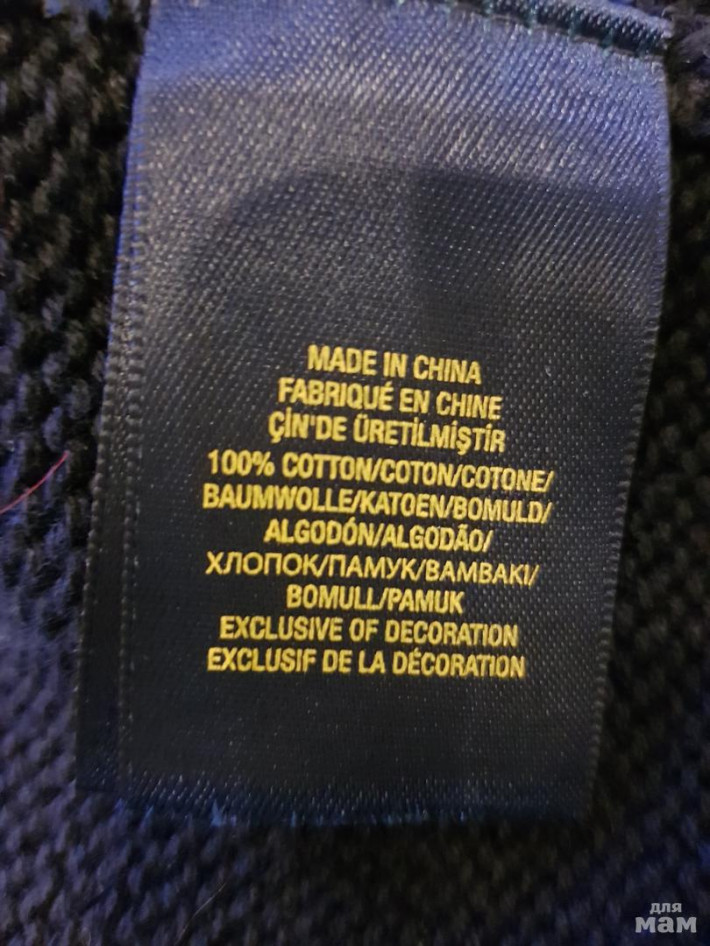 MADE IN CHINA
FABRIQUÉ EN CHINE
ÇİN'DE ÜRETİLMİŞTİR
100% COTTON/COTON/COTONE/
BAUMWOLLE/KATOEN/BOMULD/
ALGODÓN/ALGODÃO/
ХЛОПОК/ПАМУК/BAMBAKI/
BOMULL/PAMUK
EXCLUSIVE OF DECORATION
EXCLUSIF DE LA DÉCORATION
для
мам